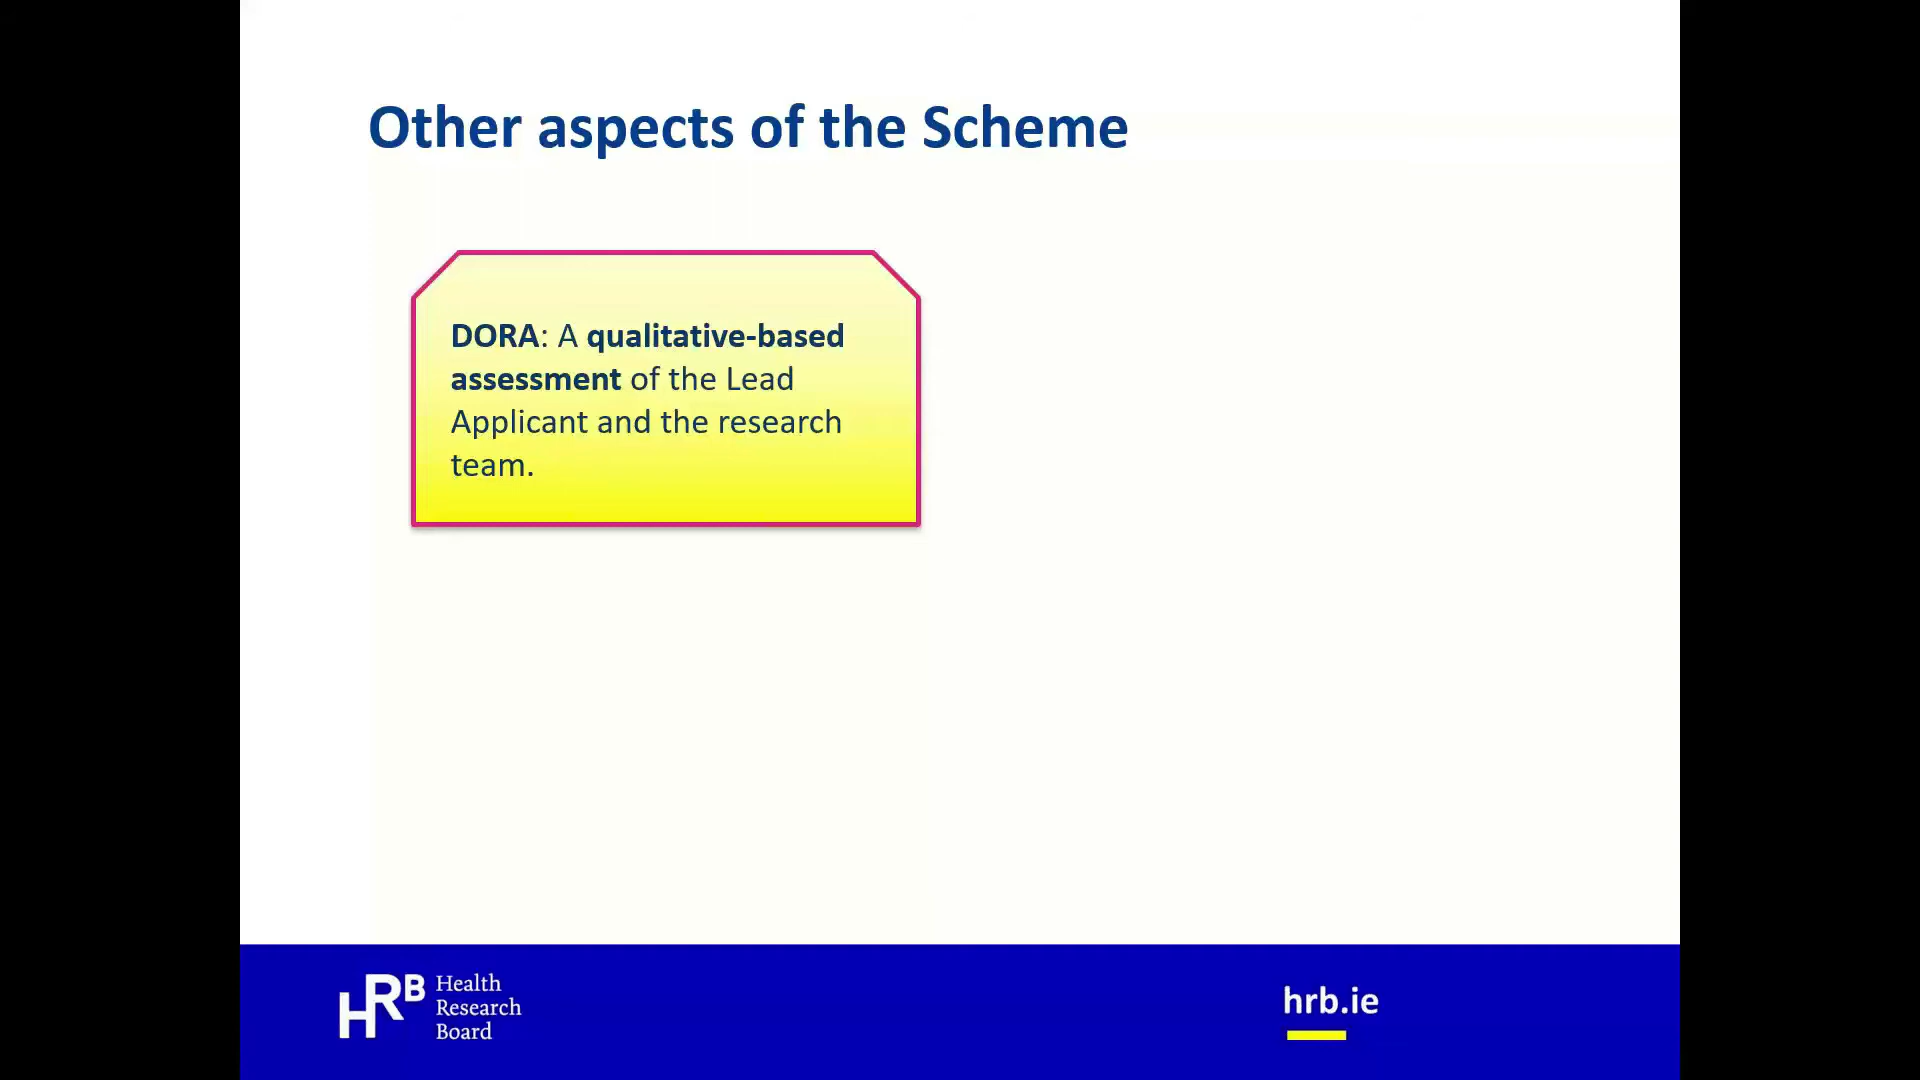 Other aspects of the Scheme
DORA: A qualitative-based
assessment of the Lead
Applicant and the research
team.
HRB
Health
Research
Board
hrb.ie